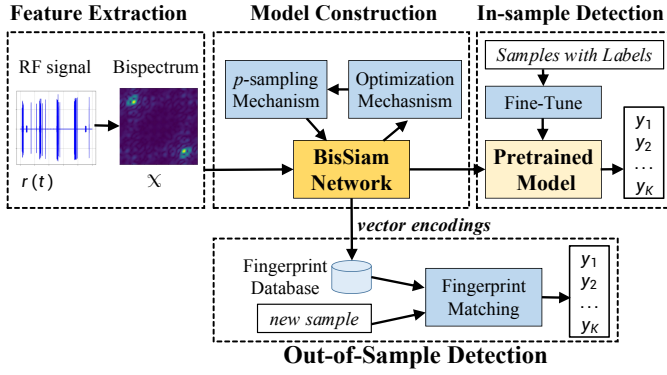 Feature Extraction
RF signal
Bispectrum
r(t)
𝕏
Model Construction
p-sampling
Mechanism
Optimization
Mechasnism
BisSiam
Network
In-sample Detection
Samples with Labels
Fine-Tune
Pretrained
Model
y1
y2
...
yK
vector encodings
Fingerprint
Database
new sample
Fingerprint
Matching
y1
y2
...
yK
Out-of-Sample Detection